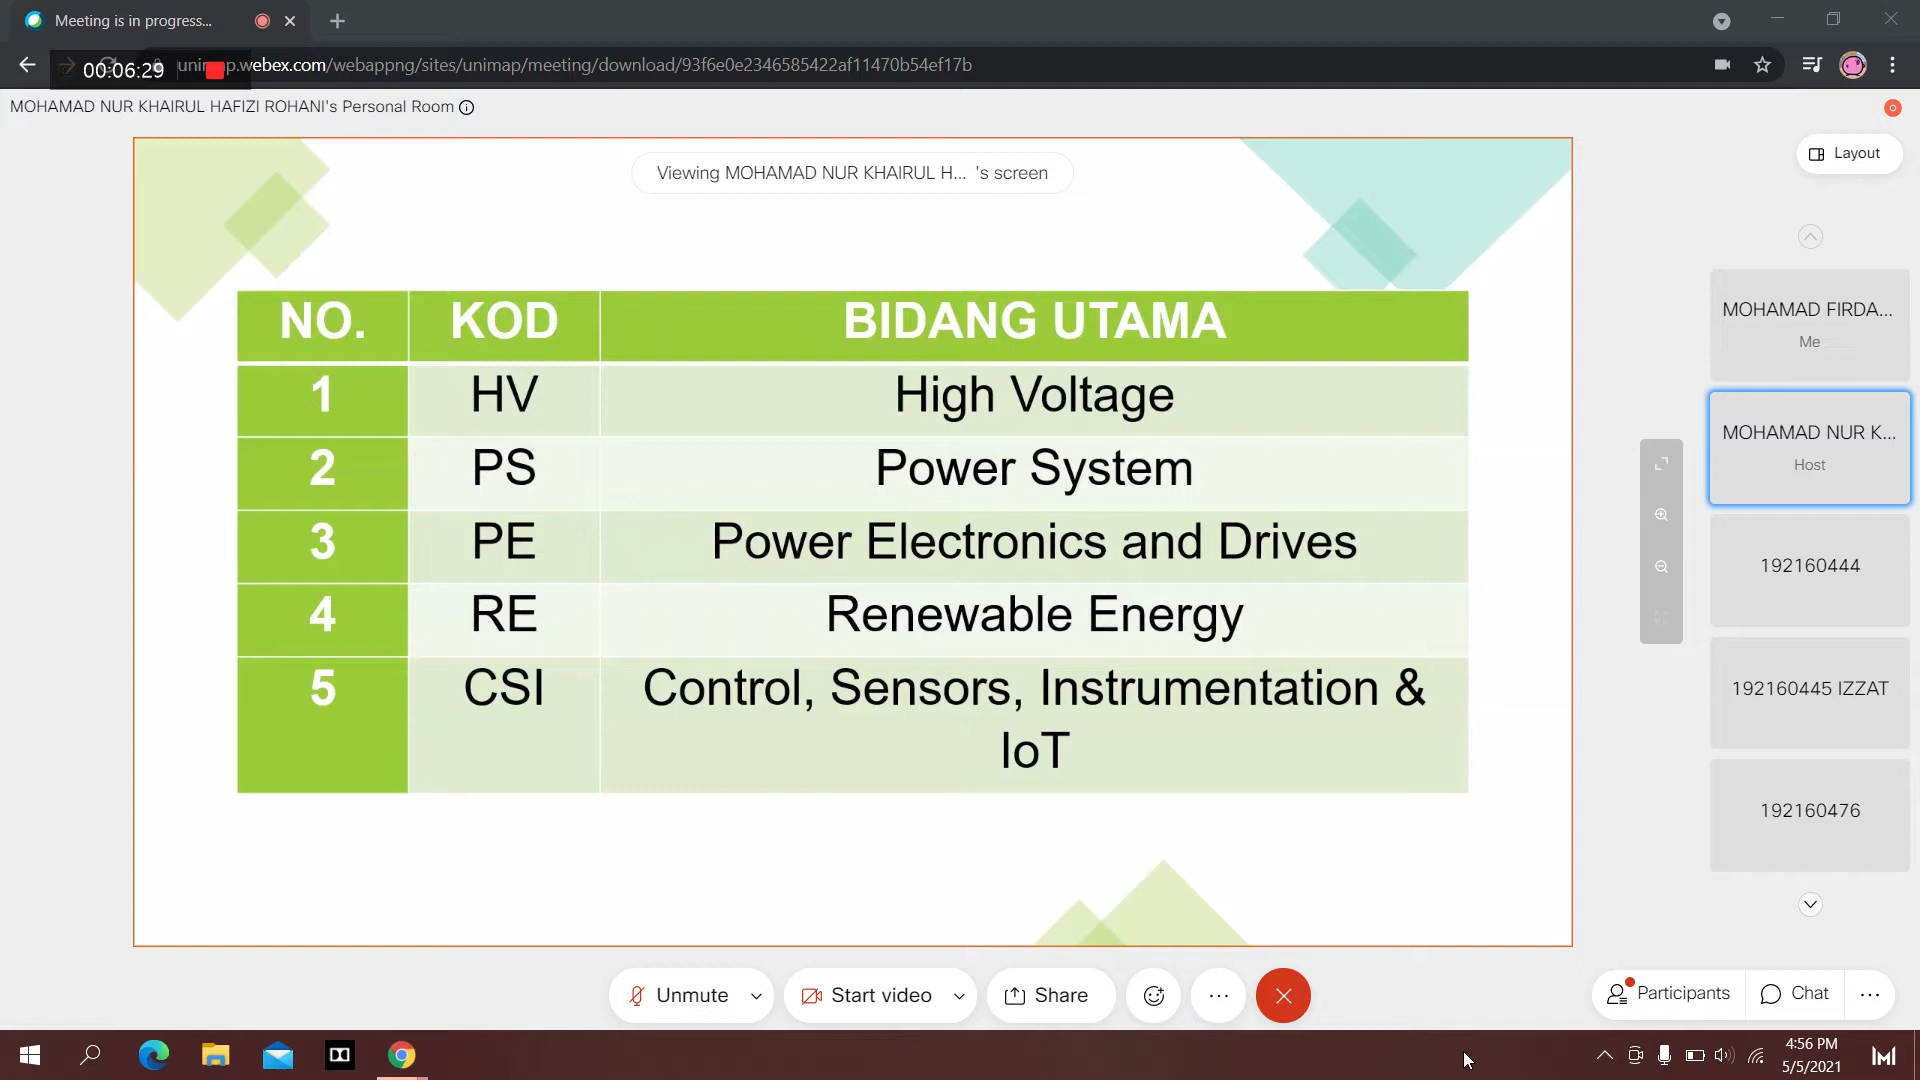 Meeting is in progress...
00:06:29
unimap.webex.com/webappng/sites/unimap/meeting/download/93f6e0e2346585422af11470b54ef17b
MOHAMAD NUR KHAIRUL HAFIZI ROHANI's Personal Room
Viewing MOHAMAD NUR KHAIRUL H... 's screen
Layout
NO. KOD BIDANG UTAMA
1 HV High Voltage
2 PS Power System
3 PE Power Electronics and Drives
4 RE Renewable Energy
5 CSI Control, Sensors, Instrumentation &
IoT
MOHAMAD FIRDA...
Me
MOHAMAD NUR K...
Host
192160444
192160445 IZZAT
192160476
Unmute
Start video
Share
Participants
Chat
4:56 PM
5/5/2021